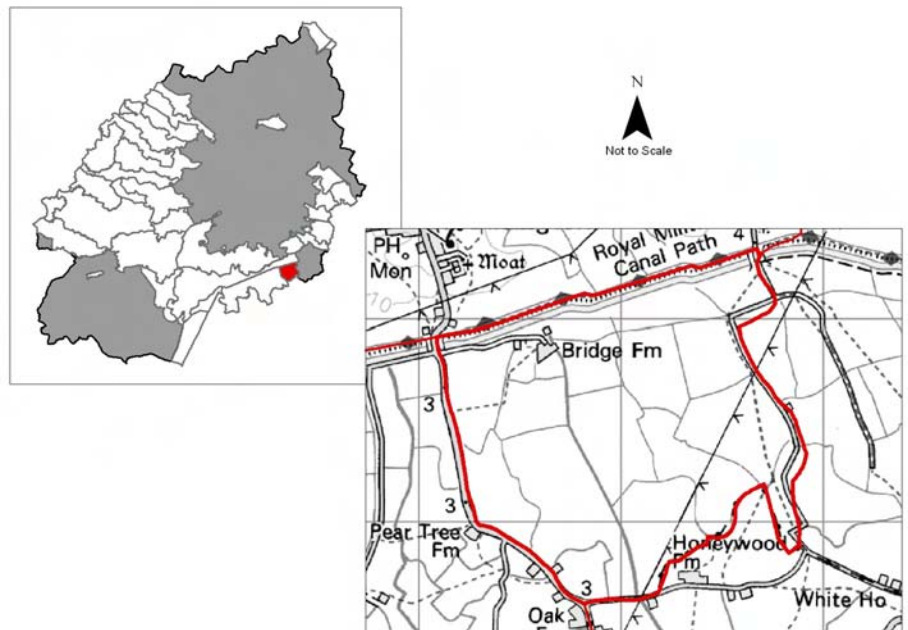 N
Not to Scale
PH
Mon
Moat
Royal
Canal Path
4
10
Bridge Fm
3
3
Pear Tree
Fm
Honeywood
Fm
3
Oak
White Ho